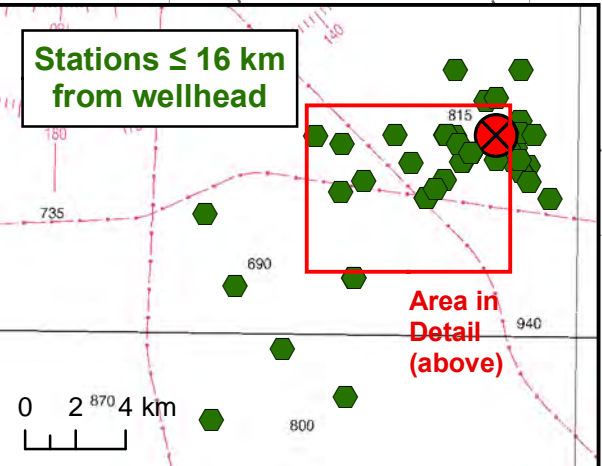 Stations ≤ 16 km
from wellhead
140
180
815
735
690
Area in
Detail
(above)
940
0 2 4 km
870
800